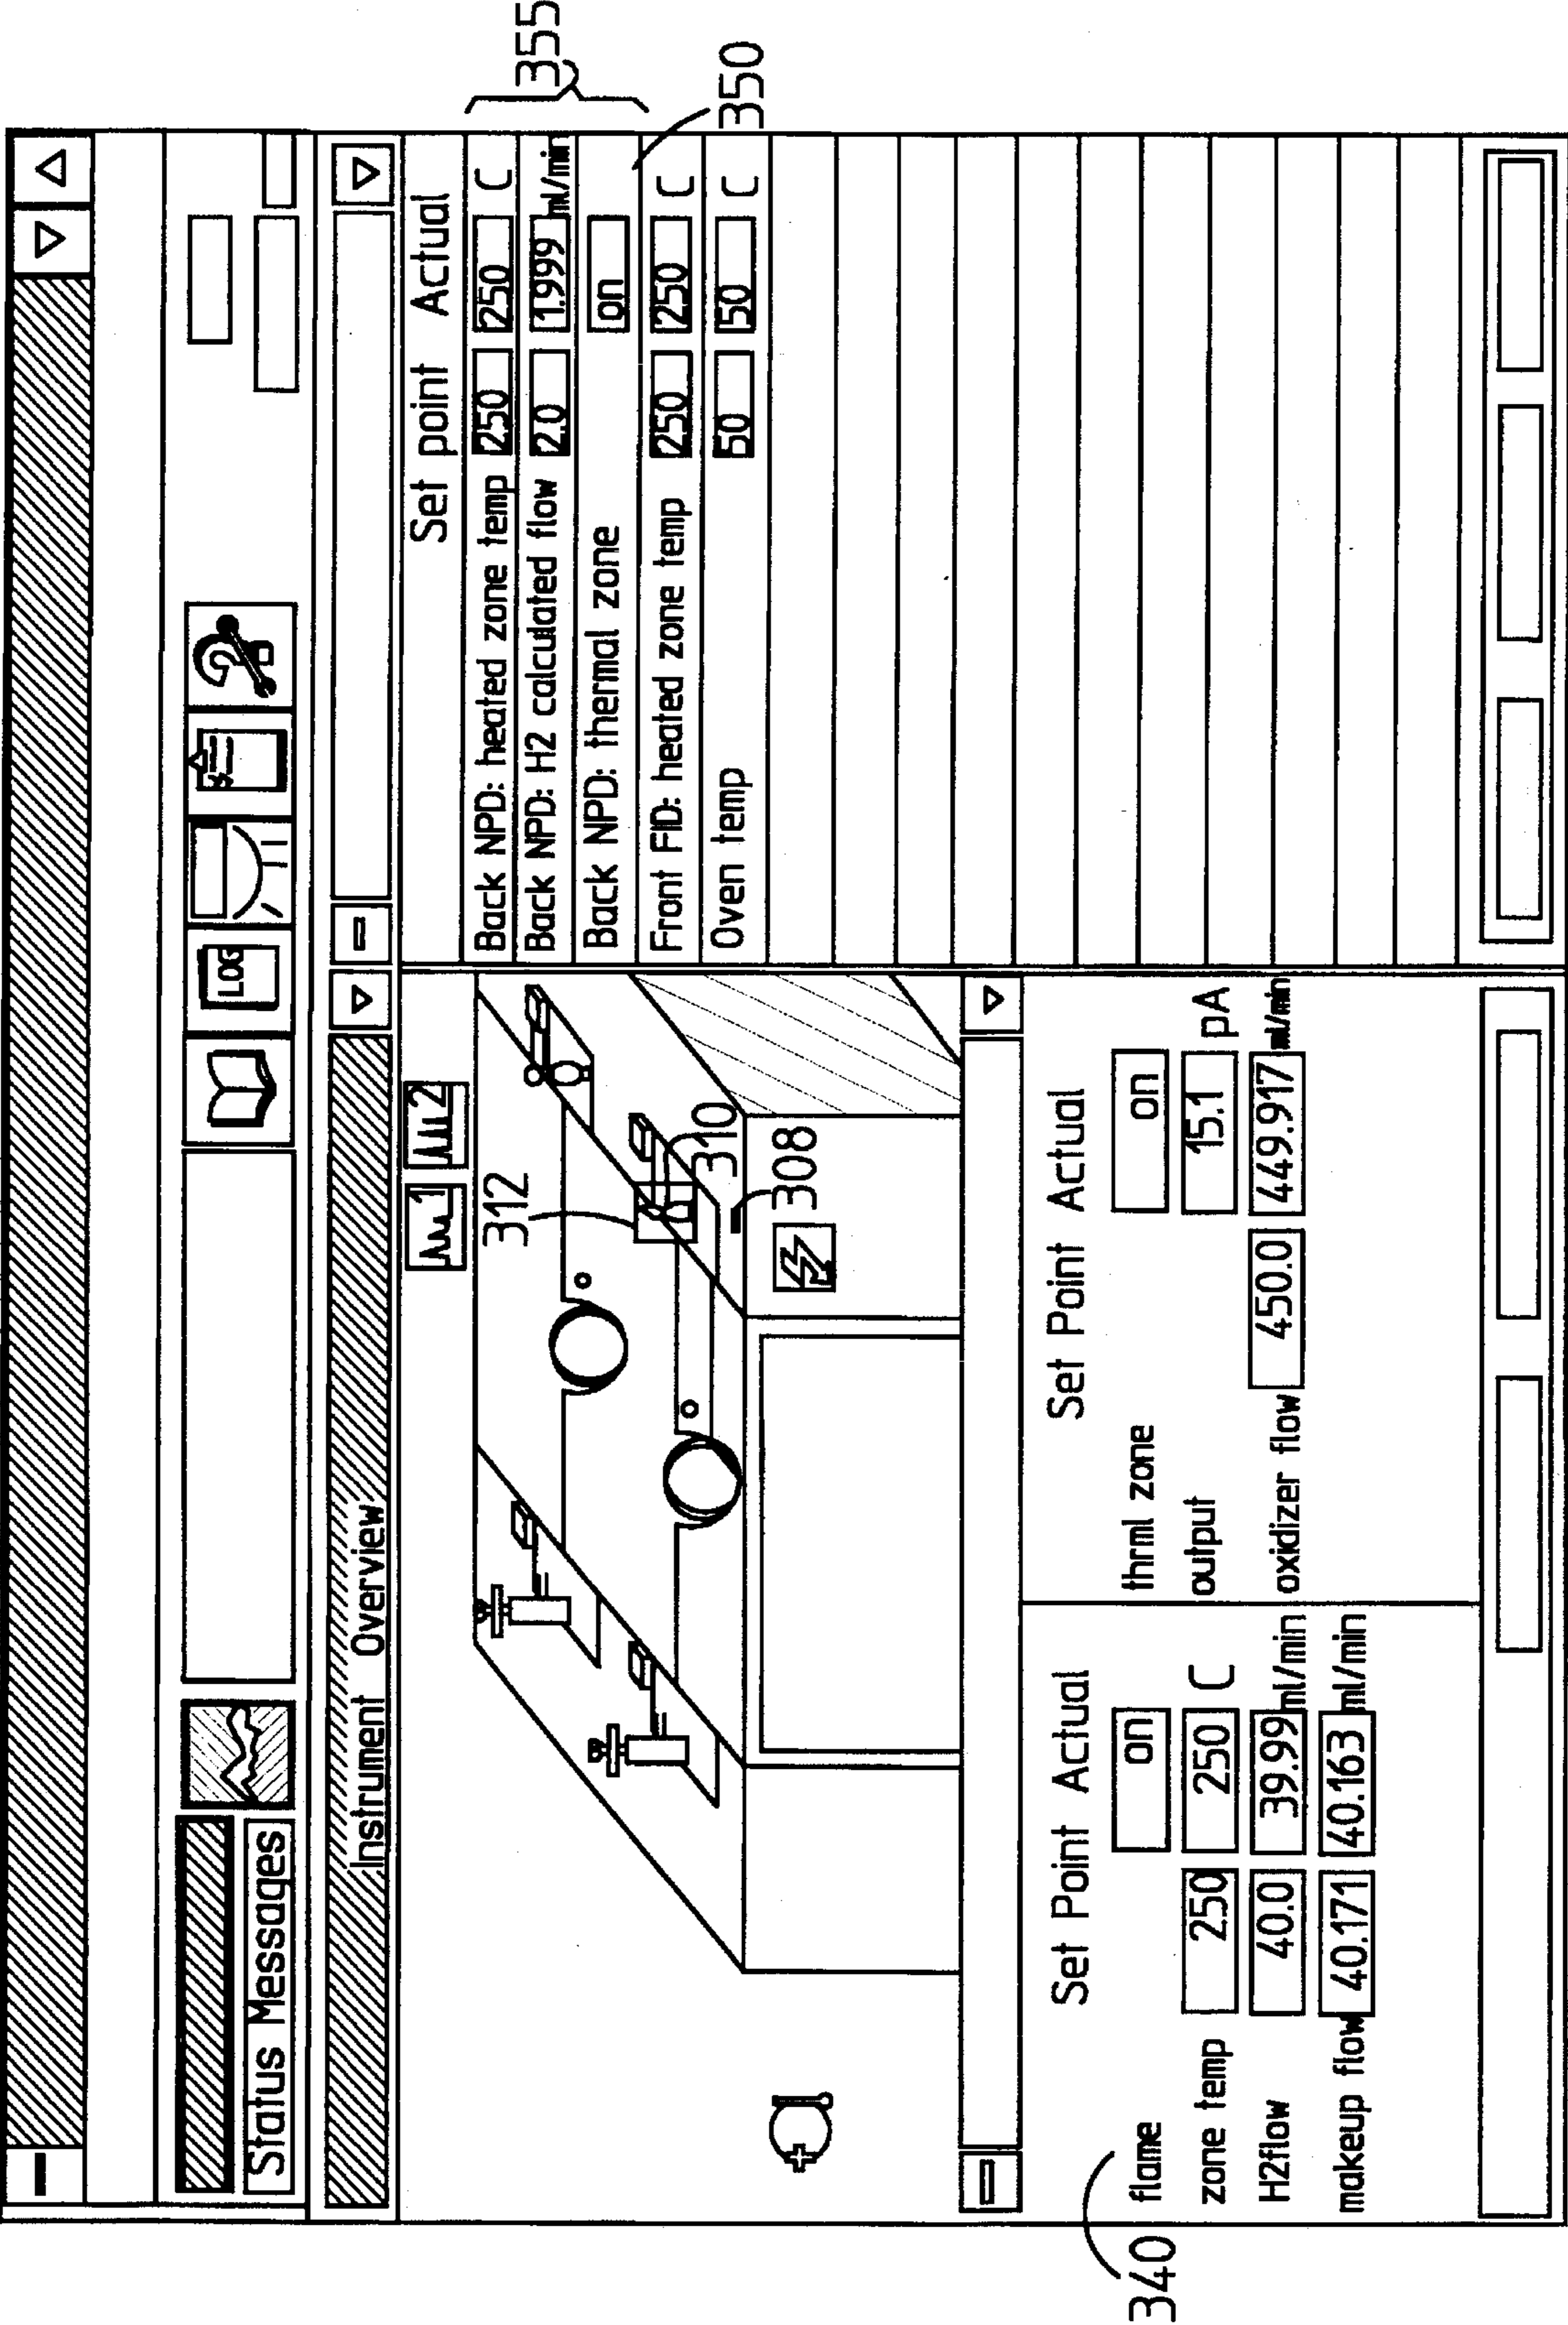 Status Messages
LOG
Instrument Overview
1 2
312
310
308
Set point Actual
Back NPD: heated zone temp 250 250 C
Back NPD: H2 calculated flow 2.0 1.999 ml/min
Back NPD: thermal zone on
Front FID: heated zone temp 250 250 C
Oven temp 50 50 C
355
350
340
Set Point Actual
flame on
zone temp 250 250 C
H2flow 40.0 39.99 ml/min
makeup flow 40.171 40.163 ml/min
Set Point Actual
thrml zone on
output 15.1 pA
oxidizer flow 450.0 449.917 ml/min